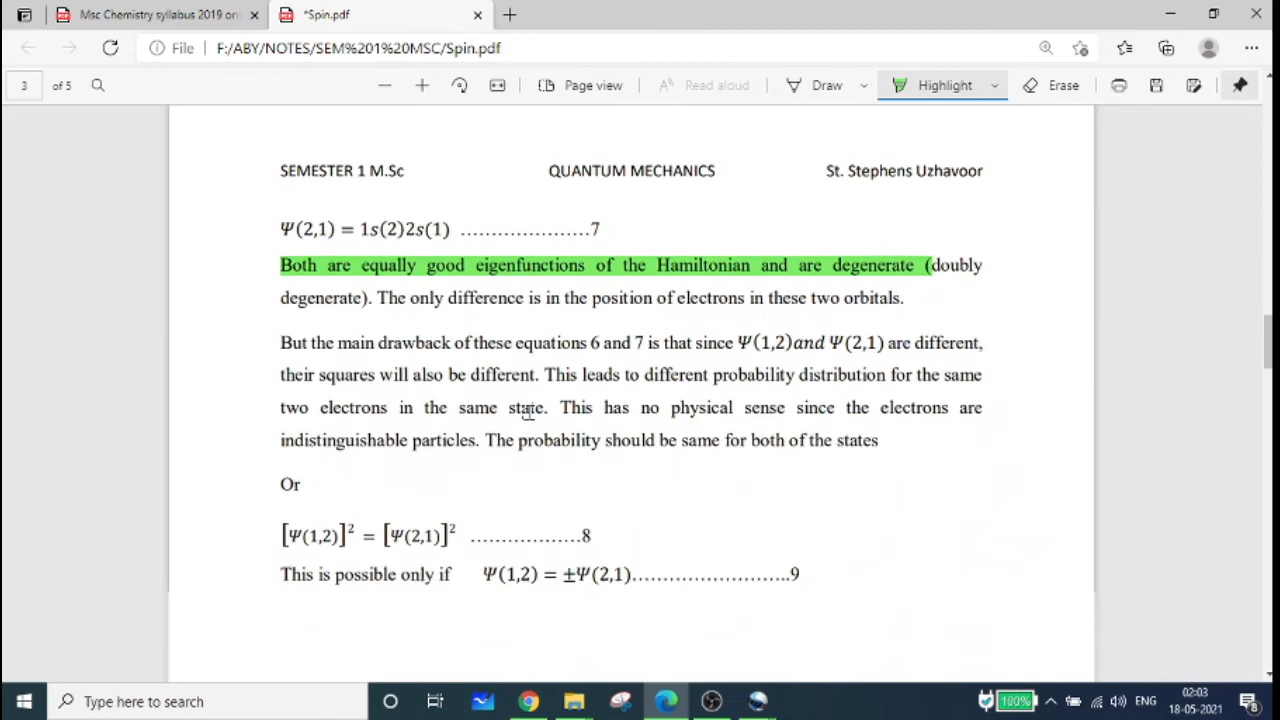 Msc Chemistry syllabus 2019 on
*Spin.pdf
File
F:/ABY/NOTES/SEM%201%20MSC/Spin.pdf
3 of 5
Page view
Read aloud
Draw
Highlight
Erase
SEMESTER 1 M.Sc QUANTUM MECHANICS St. Stephens Uzhavoor
Ψ(2,1) = 1s(2)2s(1) .....................7
Both are equally good eigenfunctions of the Hamiltonian and are degenerate (doubly
degenerate). The only difference is in the position of electrons in these two orbitals.
But the main drawback of these equations 6 and 7 is that since Ψ(1,2)and Ψ(2,1) are different,
their squares will also be different. This leads to different probability distribution for the same
two electrons in the same state. This has no physical sense since the electrons are
indistinguishable particles. The probability should be same for both of the states
Or
[Ψ(1,2)]² = [Ψ(2,1)]² ..................8
This is possible only if Ψ(1,2) = ±Ψ(2,1)..........................9
Type here to search
100%
ENG
02:03
18-05-2021
8